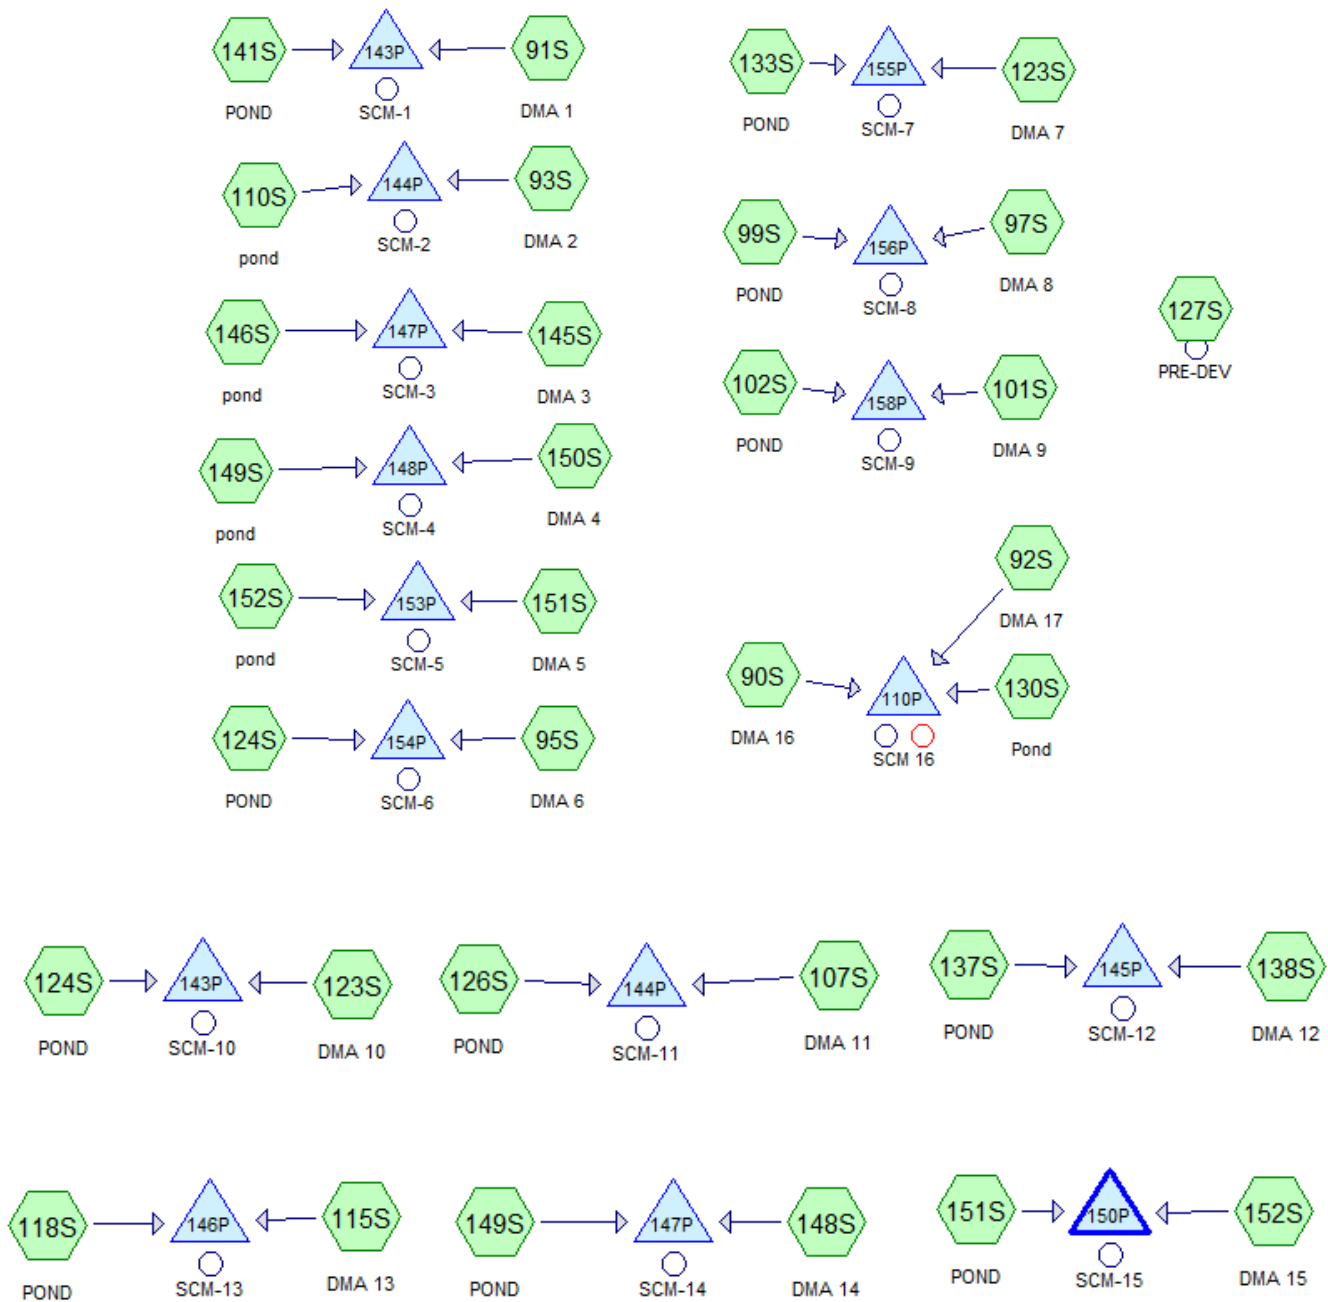 141S
143P
91S
POND
SCM-1
DMA 1
110S
144P
93S
pond
SCM-2
DMA 2
146S
147P
145S
pond
SCM-3
DMA 3
149S
148P
150S
pond
SCM-4
DMA 4
152S
153P
151S
pond
SCM-5
DMA 5
124S
154P
95S
POND
SCM-6
DMA 6
133S
155P
123S
POND
SCM-7
DMA 7
99S
156P
97S
POND
SCM-8
DMA 8
102S
158P
101S
POND
SCM-9
DMA 9
127S
PRE-DEV
92S
DMA 17
90S
110P
130S
DMA 16
SCM 16
Pond
124S
143P
123S
POND
SCM-10
DMA 10
126S
144P
107S
POND
SCM-11
DMA 11
137S
145P
138S
POND
SCM-12
DMA 12
118S
146P
115S
POND
SCM-13
DMA 13
149S
147P
148S
POND
SCM-14
DMA 14
151S
150P
152S
POND
SCM-15
DMA 15